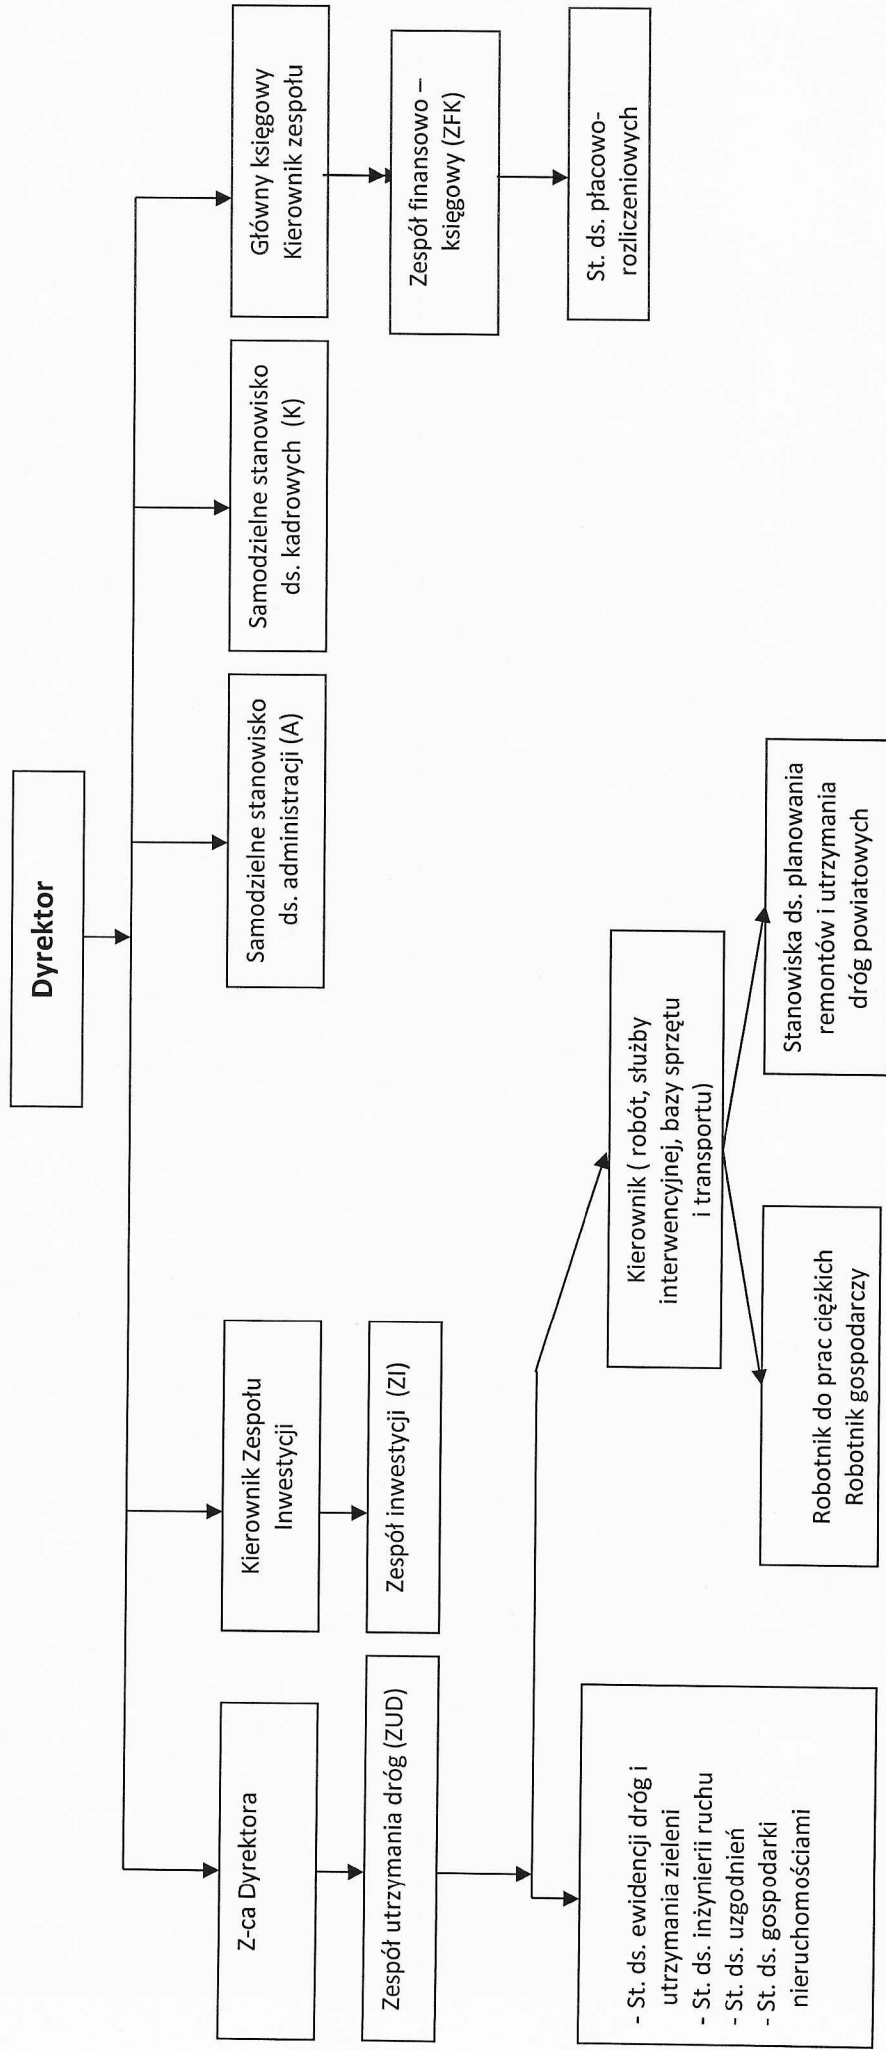 Dyrektor
Z-ca Dyrektora
Kierownik Zespołu
Inwestycji
Samodzielne stanowisko
ds. administracji (A)
Samodzielne stanowisko
ds. kadrowych (K)
Główny księgowy
Kierownik zespołu
Zespół utrzymania dróg (ZUD)
Zespół inwestycji (ZI)
Zespół finansowo –
księgowy (ZFK)
St. ds. płacowo-
rozliczeniowych
- St. ds. ewidencji dróg i
utrzymania zieleni
- St. ds. inżynierii ruchu
- St. ds. uzgodnień
- St. ds. gospodarki
nieruchomościami
Kierownik ( robót, służby
interwencyjnej, bazy sprzętu
i transportu)
Robotnik do prac ciężkich
Robotnik gospodarczy
Stanowiska ds. planowania
remontów i utrzymania
dróg powiatowych